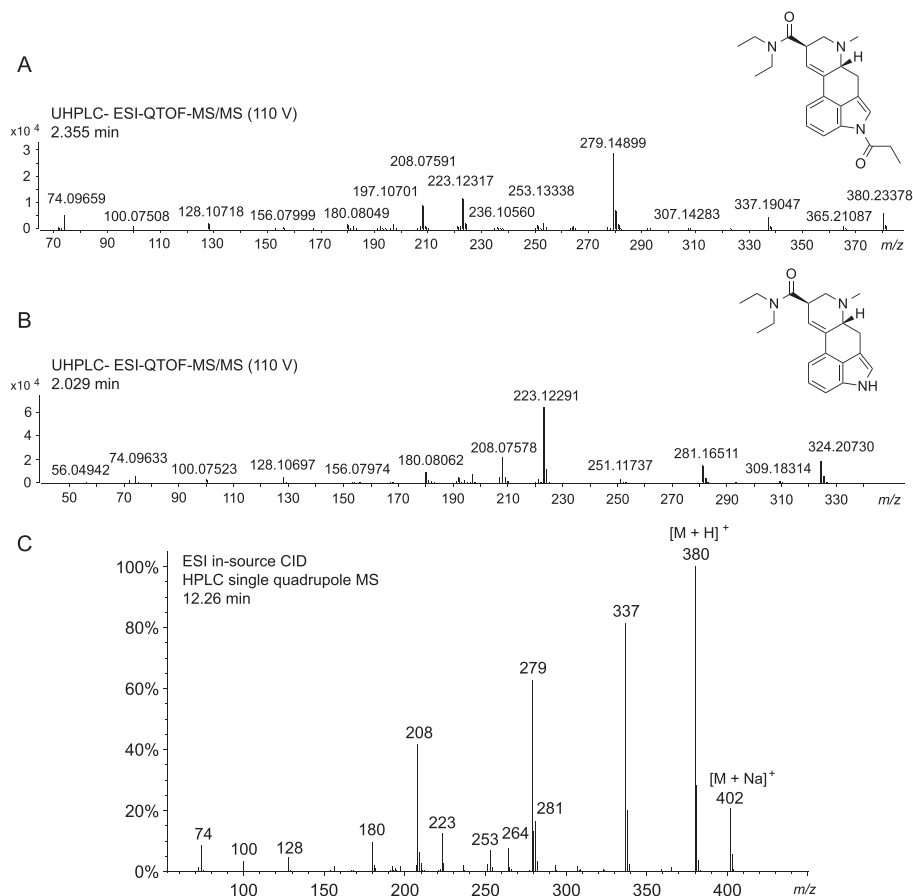 A
O
N
N
H
N
O
UHPLC- ESI-QTOF-MS/MS (110 V)
2.355 min
x10 4
3
2
1
0
74.09659
100.07508
128.10718
156.07999
180.08049
197.10701
208.07591
223.12317
236.10560
253.13338
279.14899
307.14283
337.19047
365.21087
380.23378
70 90 110 130 150 170 190 210 230 250 270 290 310 330 350 370 m/z
B
O
N
N
H
NH
UHPLC- ESI-QTOF-MS/MS (110 V)
2.029 min
x10 4
6
4
2
0
56.04942
74.09633
100.07523
128.10697
156.07974
180.08062
208.07578
223.12291
251.11737
281.16511
309.18314
324.20730
50 70 90 110 130 150 170 190 210 230 250 270 290 310 330 m/z
C
ESI in-source CID
HPLC single quadrupole MS
12.26 min
100%
80%
60%
40%
20%
0%
74
100
128
180
208
223
253
264
279
281
337
[M + H] +
380
[M + Na] +
402
100 150 200 250 300 350 400 m/z